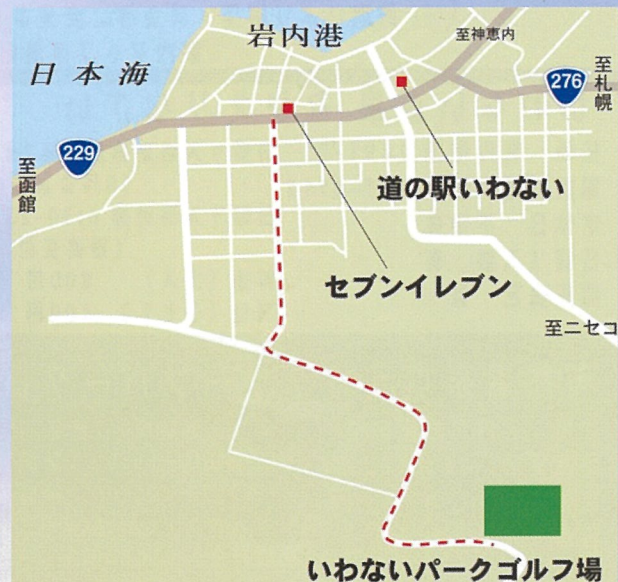 岩内港
至神恵内
日本海
至札幌
276
229
至函館
道の駅いわない
セブンイレブン
至ニセコ
いわないパークゴルフ場